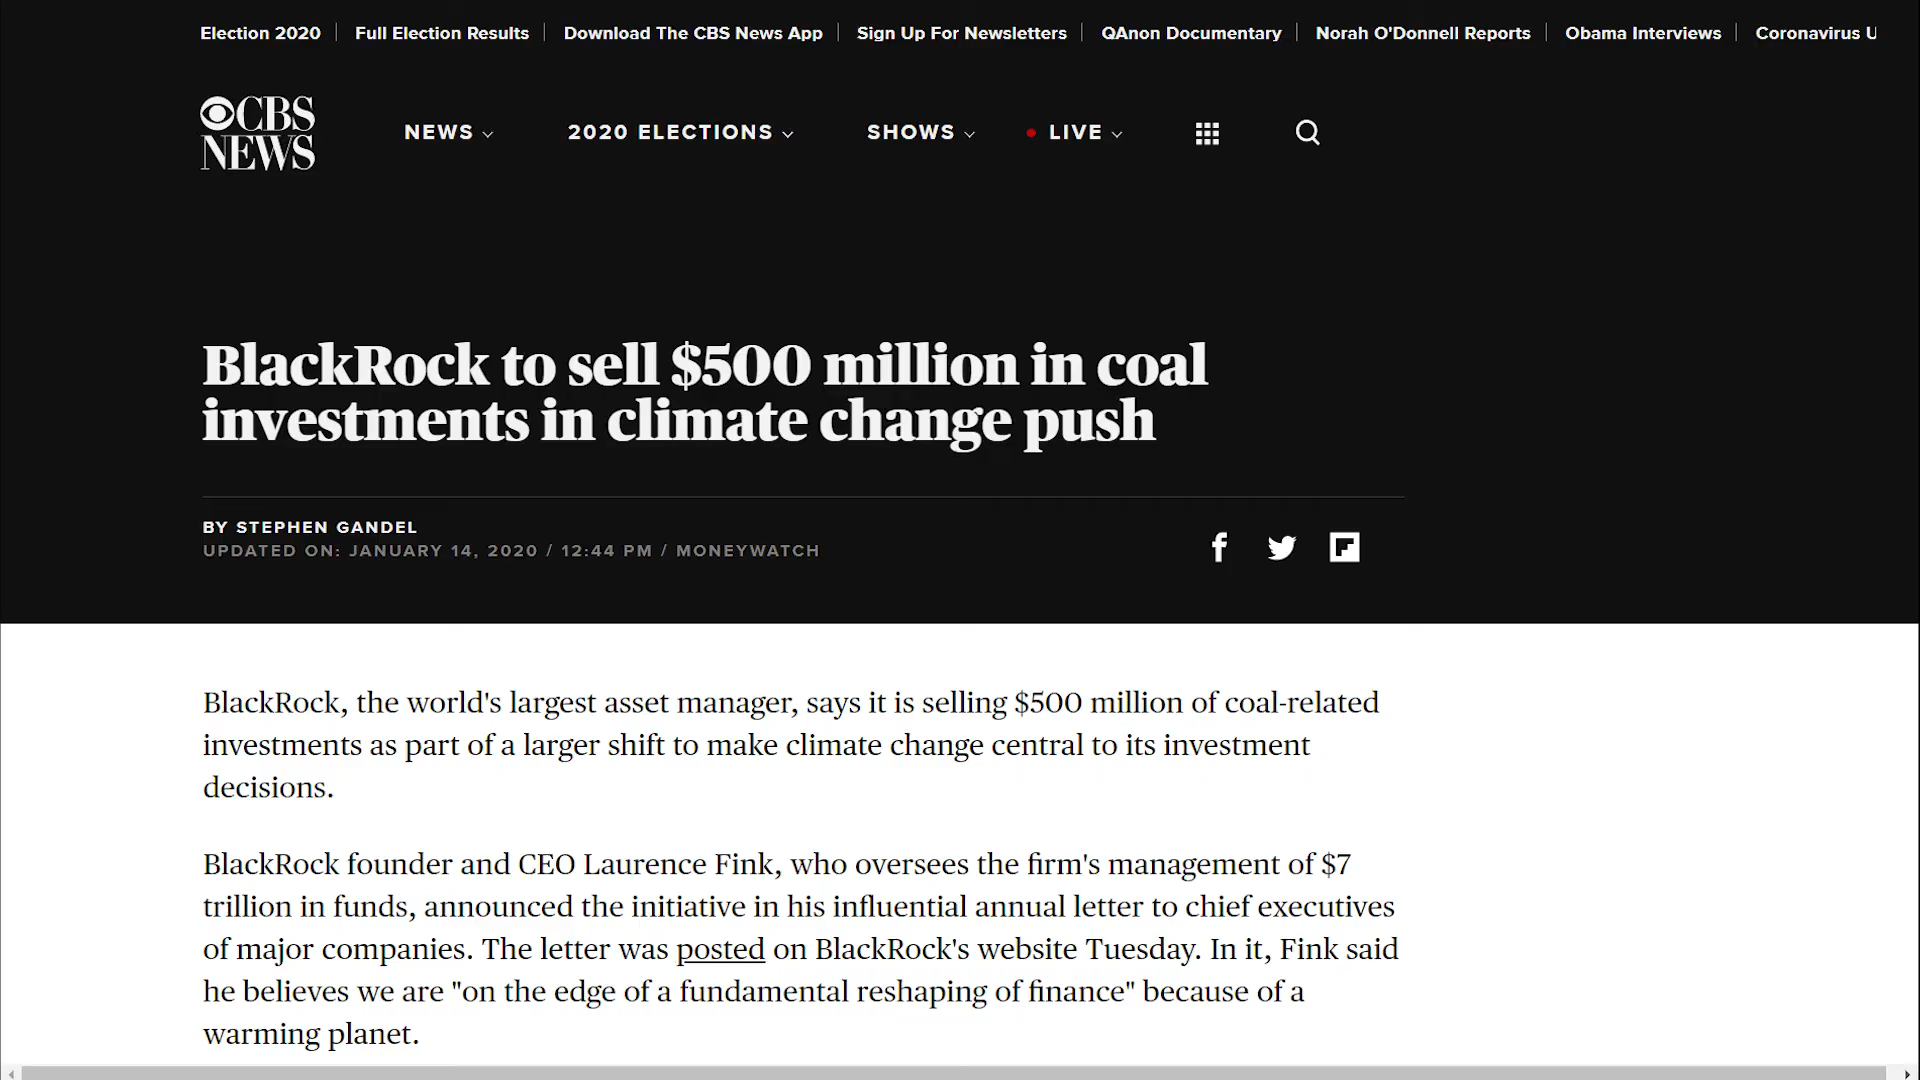 Election 2020 Full Election Results Download The CBS News App Sign Up For Newsletters QAnon Documentary Norah O'Donnell Reports Obama Interviews Coronavirus U
CBS NEWS
NEWS 2020 ELECTIONS SHOWS LIVE
BlackRock to sell $500 million in coal
investments in climate change push
BY STEPHEN GANDEL
UPDATED ON: JANUARY 14, 2020 / 12:44 PM / MONEYWATCH
BlackRock, the world's largest asset manager, says it is selling $500 million of coal-related
investments as part of a larger shift to make climate change central to its investment
decisions.
BlackRock founder and CEO Laurence Fink, who oversees the firm's management of $7
trillion in funds, announced the initiative in his influential annual letter to chief executives
of major companies. The letter was posted on BlackRock's website Tuesday. In it, Fink said
he believes we are "on the edge of a fundamental reshaping of finance" because of a
warming planet.